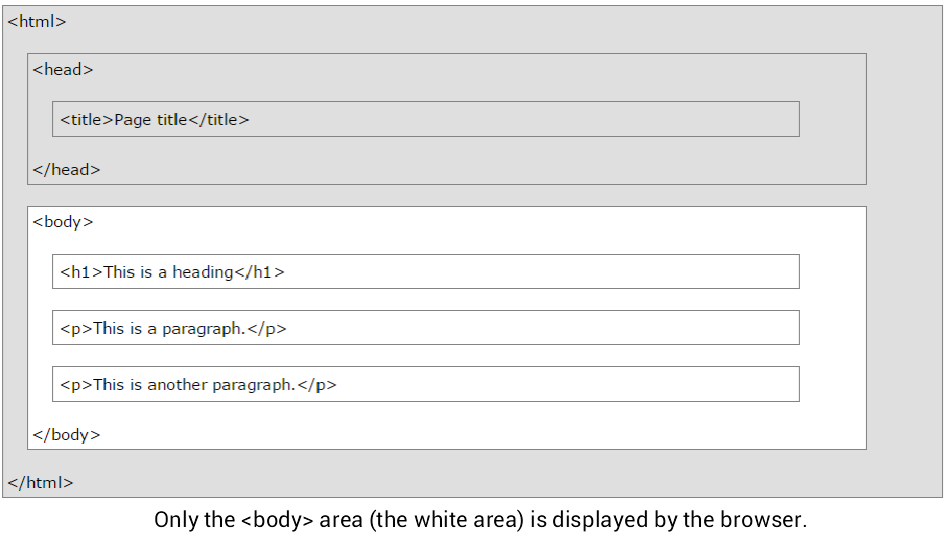 <html>
<head>
<title>Page title</title>
</head>
<body>
<h1>This is a heading</h1>
<p>This is a paragraph.</p>
<p>This is another paragraph.</p>
</body>
</html>
Only the <body> area (the white area) is displayed by the browser.